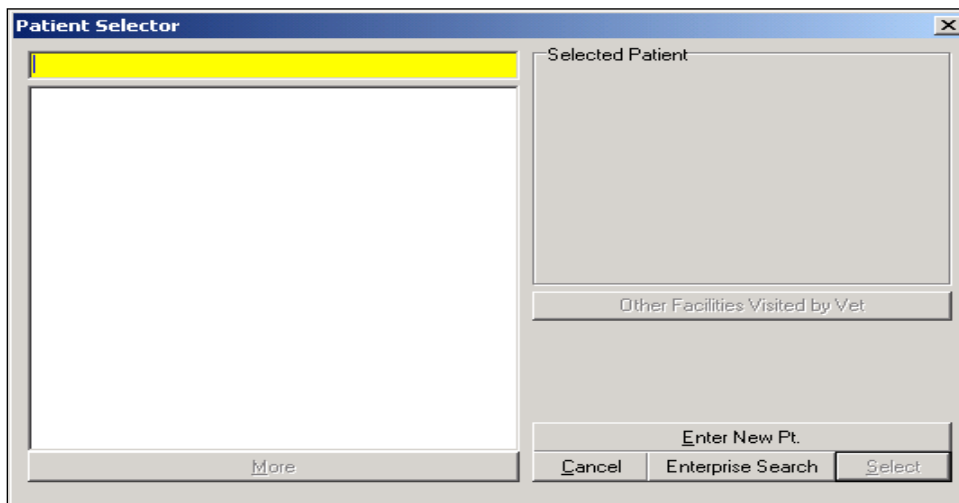 Patient Selector
Selected Patient
Other Facilities Visited by Vet
Enter New Pt.
More
Cancel
Enterprise Search
Select